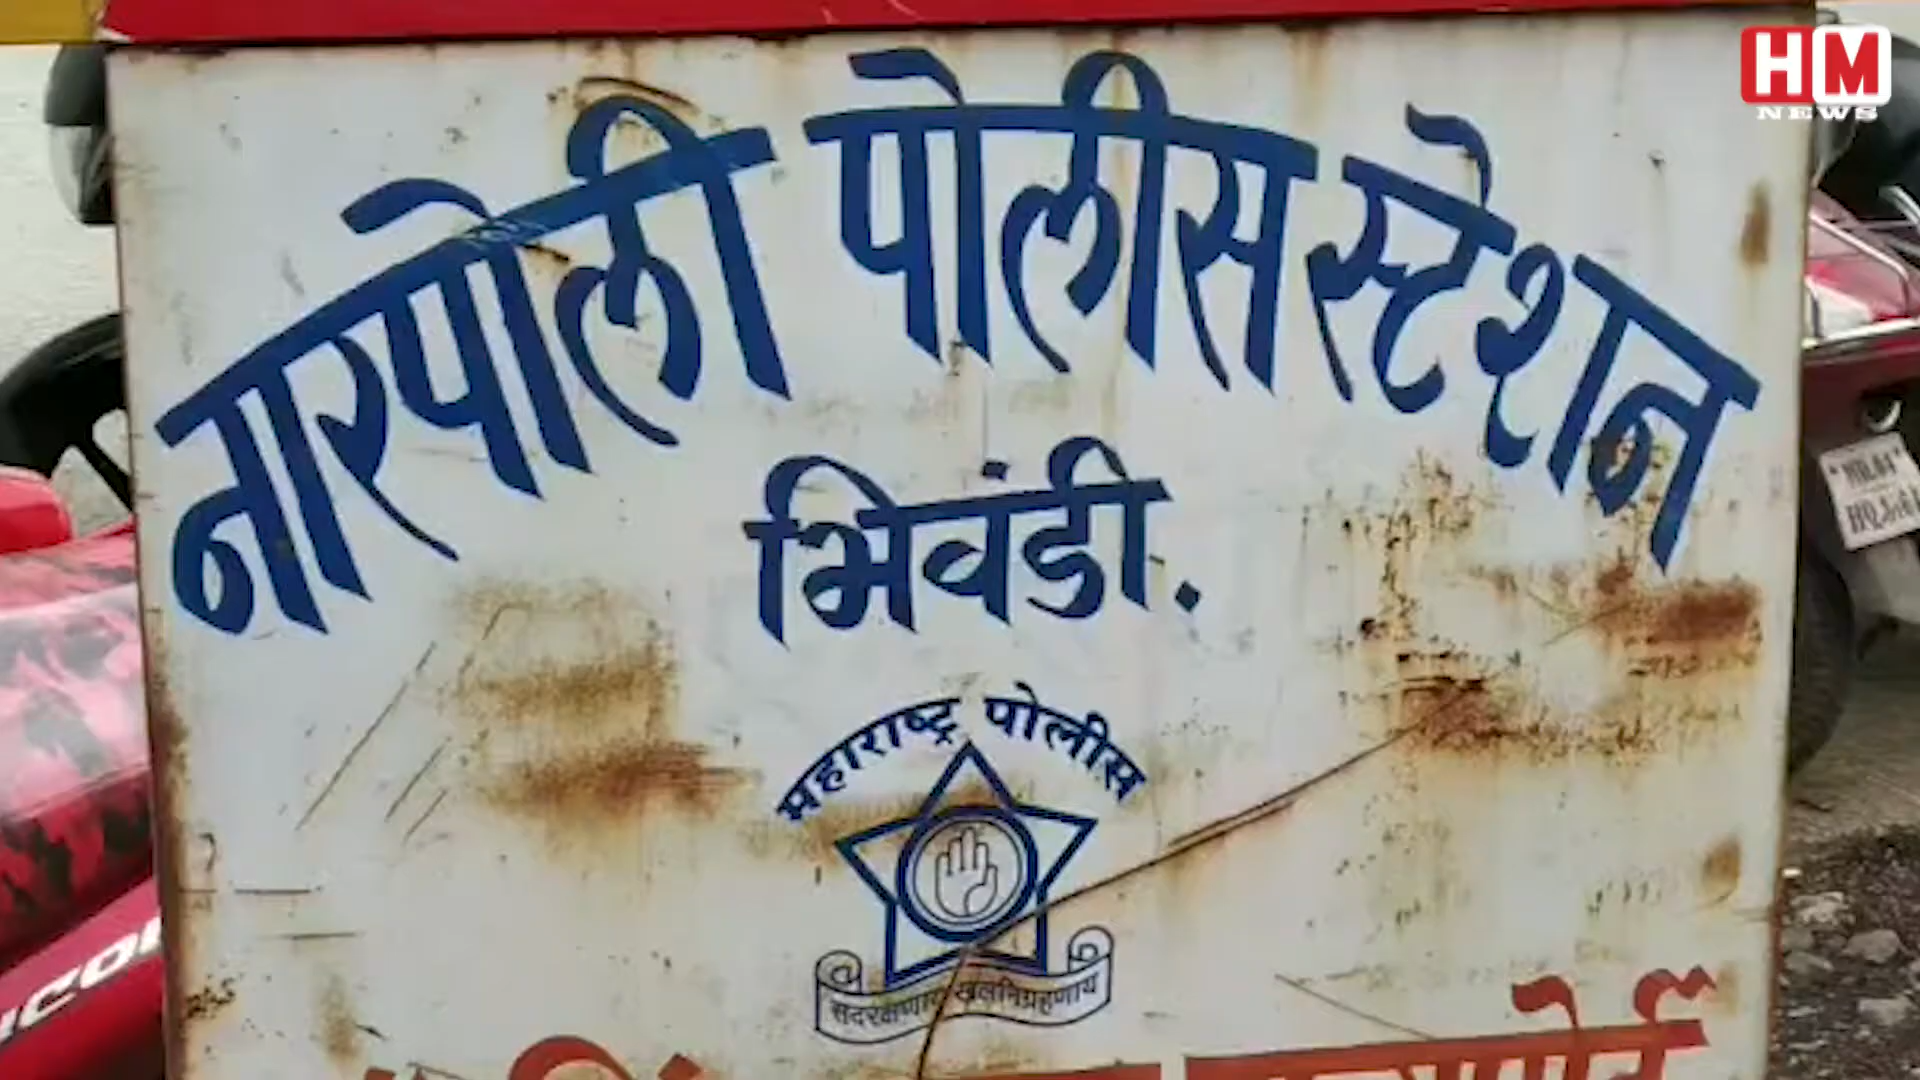 HM
NEWS
नारपोली पोलीस स्टेशन
भिवंडी.
महाराष्ट्र पोलीस
सदरक्षणाय खलनिग्रहणाय